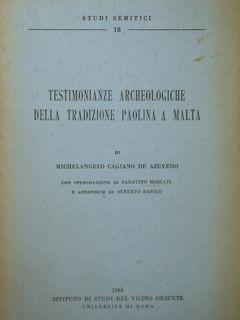 STUDI SEMITICI
18
TESTIMONIANZE ARCHEOLOGICHE
DELLA TRADIZIONE PAOLINA A MALTA
DI
MICHELANGELO CAGIANO DE AZEVEDO
CON INTRODUZIONE DI SABATINO MOSCATI
E APPENDICE DI ALBERTO DAVICO
1966
ISTITUTO DI STUDI DEL VICINO ORIENTE
UNIVERSITÀ DI ROMA